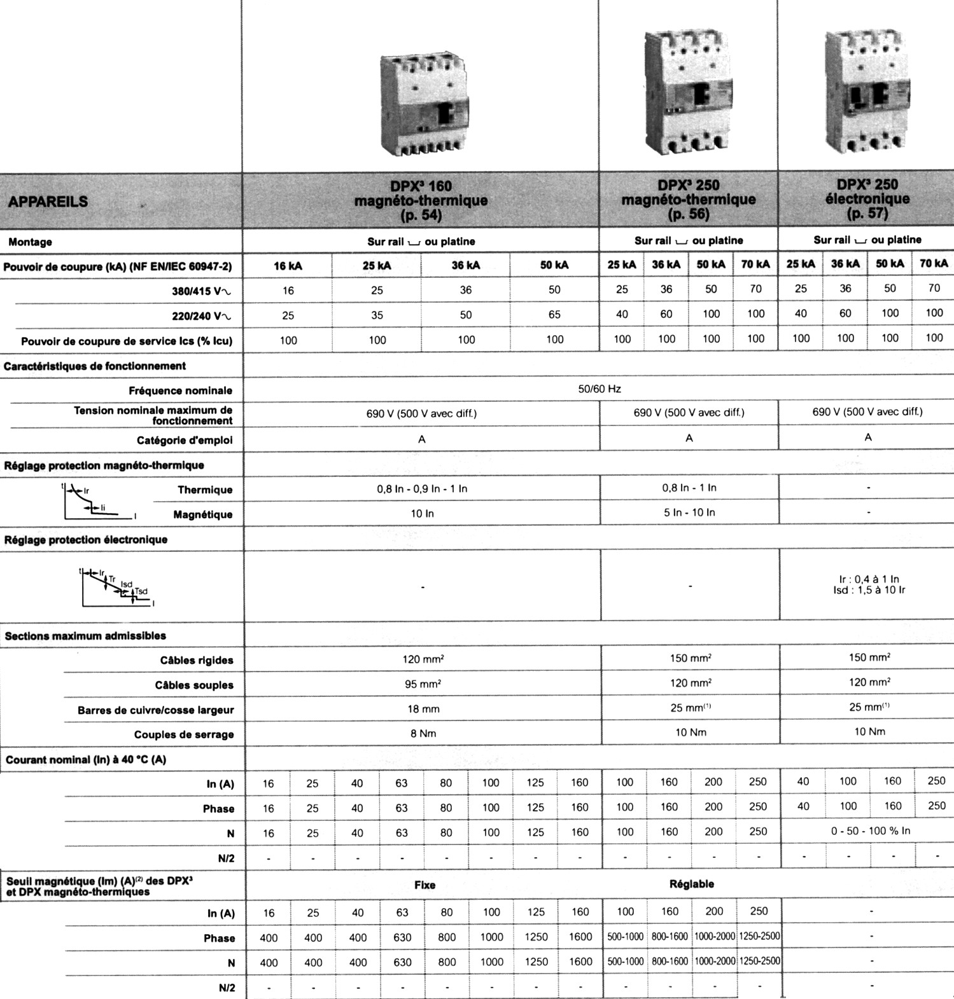 APPAREILS
DPX³ 160
magnéto-thermique
(p. 54)
DPX³ 250
magnéto-thermique
(p. 56)
DPX³ 250
électronique
(p. 57)
Montage
Sur rail ou platine
Sur rail ou platine
Sur rail ou platine
Pouvoir de coupure (kA) (NF EN/IEC 60947-2) 16 kA 25 kA 36 kA 50 kA 25 kA 36 kA 50 kA 70 kA 25 kA 36 kA 50 kA 70 kA
380/415 V~ 16 25 36 50 25 36 50 70 25 36 50 70
220/240 V~ 25 35 50 65 40 60 100 100 40 60 100 100
Pouvoir de coupure de service Ics (% Icu) 100 100 100 100 100 100 100 100 100 100 100 100
Caractéristiques de fonctionnement
Fréquence nominale 50/60 Hz
Tension nominale maximum de
fonctionnement
690 V (500 V avec diff.) 690 V (500 V avec diff.) 690 V (500 V avec diff.)
Catégorie d'emploi A A A
Réglage protection magnéto-thermique
t Ir Ii I
Thermique 0,8 In - 0,9 In - 1 In 0,8 In - 1 In -
Magnétique 10 In 5 In - 10 In -
Réglage protection électronique
t Ir Tr Isd Tsd I
- -
Ir : 0,4 à 1 In
Isd : 1,5 à 10 Ir
Sections maximum admissibles
Câbles rigides 120 mm² 150 mm² 150 mm²
Câbles souples 95 mm² 120 mm² 120 mm²
Barres de cuivre/cosse largeur 18 mm 25 mm⁽¹⁾ 25 mm⁽¹⁾
Couples de serrage 8 Nm 10 Nm 10 Nm
Courant nominal (In) à 40 °C (A)
In (A) 16 25 40 63 80 100 125 160 100 160 200 250 40 100 160 250
Phase 16 25 40 63 80 100 125 160 100 160 200 250 40 100 160 250
N 16 25 40 63 80 100 125 160 100 160 200 250 0 - 50 - 100 % In
N/2 - - - - - - - - - - - - - - - -
Seuil magnétique (Im) (A)⁽²⁾ des DPX³
et DPX magnéto-thermiques
Fixe Réglable
In (A) 16 25 40 63 80 100 125 160 100 160 200 250 -
Phase 400 400 400 630 800 1000 1250 1600 500-1000 800-1600 1000-2000 1250-2500 -
N 400 400 400 630 800 1000 1250 1600 500-1000 800-1600 1000-2000 1250-2500 -
N/2 - - - - - - - - - - - - -